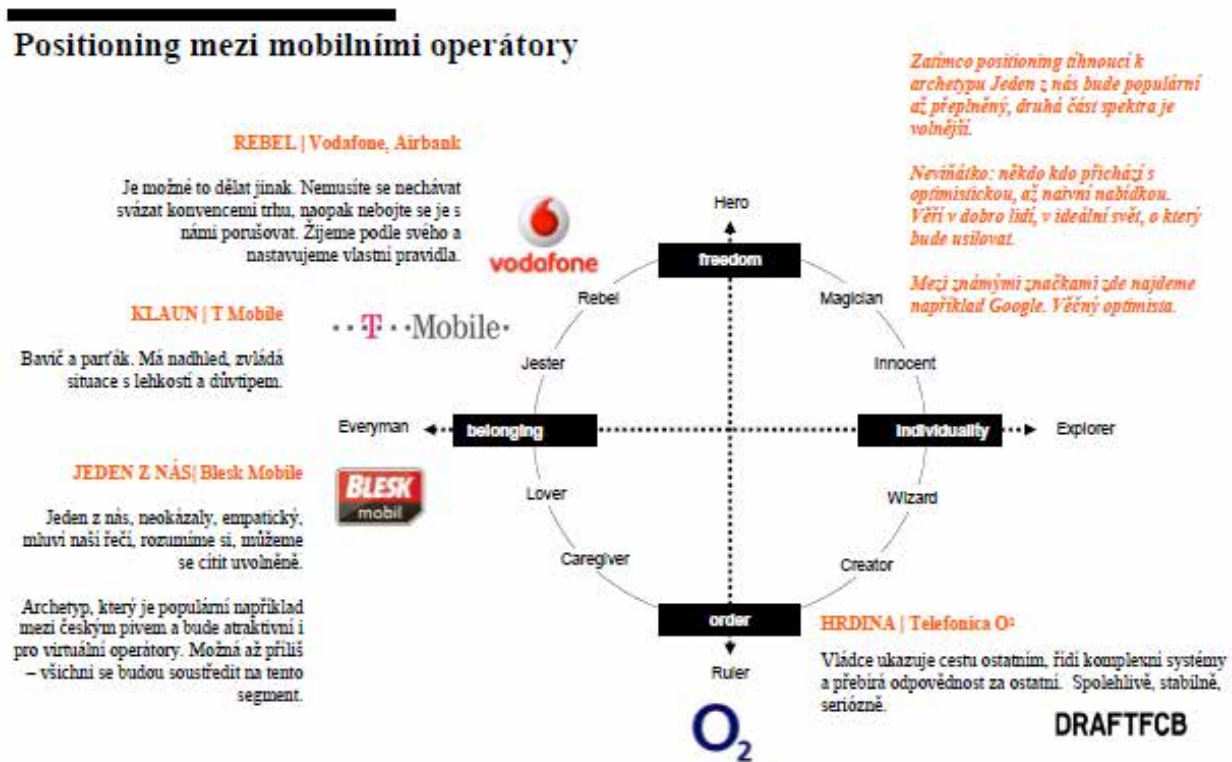 Positioning mezi mobilními operátory
Zatímco positioning tíhnoucí k
archetypu Jeden z nás bude populární
až přeplněný, druhá část spektra je
volnější.
Neviňátko: někdo kdo přichází s
optimistickou, až naivní nabídkou.
Věří v dobro lidí, v ideální svět, o který
bude usilovat.
Mezi známými značkami zde najdeme
například Google. Věčný optimista.
REBEL | Vodafone, Airbank
Je možné to dělat jinak. Nemusíte se nechávat
svázat konvencemi trhu, naopak nebojte se je s
námi porušovat. Žijeme podle svého a
nastavujeme vlastní pravidla.
vodafone
KLAUN | T Mobile
Bavič a parťák. Má nadhled, zvládá
situace s lehkostí a důvtipem.
··T··Mobile·
JEDEN Z NÁS| Blesk Mobile
Jeden z nás, neokázalý, empatický,
mluví naší řečí, rozumíme si, můžeme
se cítit uvolněně.
Archetyp, který je populární například
mezi českým pivem a bude atraktivní i
pro virtuální operátory. Možná až příliš
– všichni se budou soustředit na tento
segment.
BLESK
mobil
Hero
freedom
Rebel
Magician
Jester
Innocent
Everyman
belonging
individuality
Explorer
Lover
Wizard
Caregiver
Creator
order
Ruler
HRDINA | Telefonica O²
Vládce ukazuje cestu ostatním, řídí komplexní systémy
a přebírá odpovědnost za ostatní. Spolehlivě, stabilně,
seriózně.
O2
DRAFTFCB